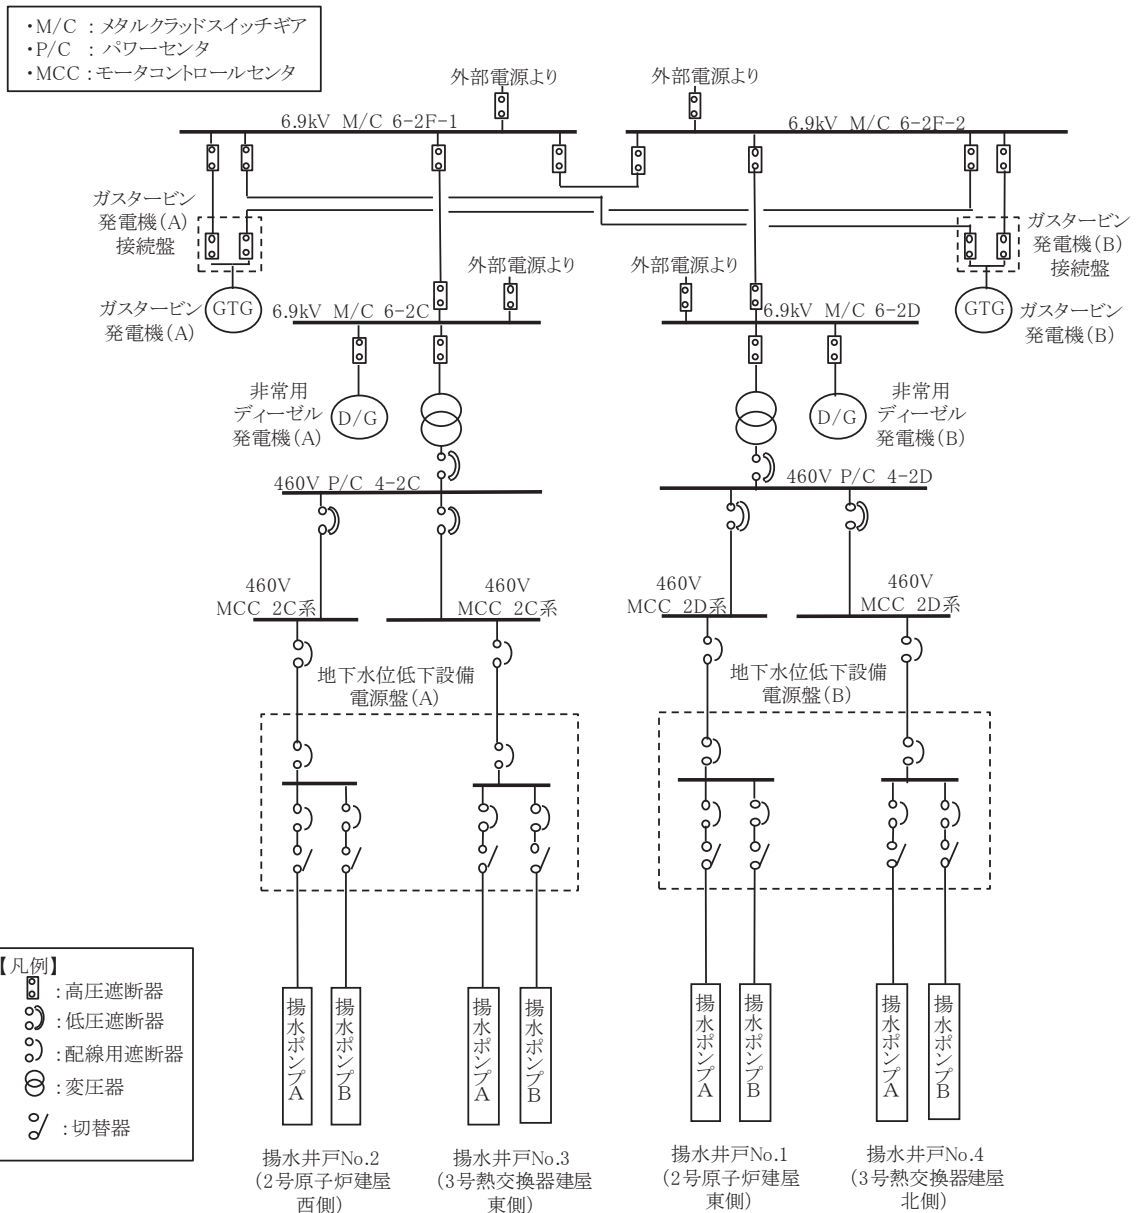 ・M/C : メタルクラッドスイッチギア
・P/C : パワーセンタ
・MCC : モータコントロールセンタ
外部電源より
外部電源より
6.9kV M/C 6-2F-1
6.9kV M/C 6-2F-2
ガスタービン
発電機(A)
接続盤
ガスタービン
発電機(B)
接続盤
外部電源より
外部電源より
ガスタービン
発電機(A)
GTG
6.9kV M/C 6-2C
6.9kV M/C 6-2D
GTG
ガスタービン
発電機(B)
非常用
ディーゼル
発電機(A)
D/G
D/G
非常用
ディーゼル
発電機(B)
460V P/C 4-2C
460V P/C 4-2D
460V
MCC 2C系
460V
MCC 2C系
460V
MCC 2D系
460V
MCC 2D系
地下水位低下設備
電源盤(A)
地下水位低下設備
電源盤(B)
【凡例】
:高圧遮断器
:低圧遮断器
:配線用遮断器
:変圧器
:切替器
揚水ポンプA
揚水ポンプB
揚水ポンプA
揚水ポンプB
揚水ポンプA
揚水ポンプB
揚水ポンプA
揚水ポンプB
揚水井戸No.2
(2号原子炉建屋
西側)
揚水井戸No.3
(3号熱交換器建屋
東側)
揚水井戸No.1
(2号原子炉建屋
東側)
揚水井戸No.4
(3号熱交換器建屋
北側)